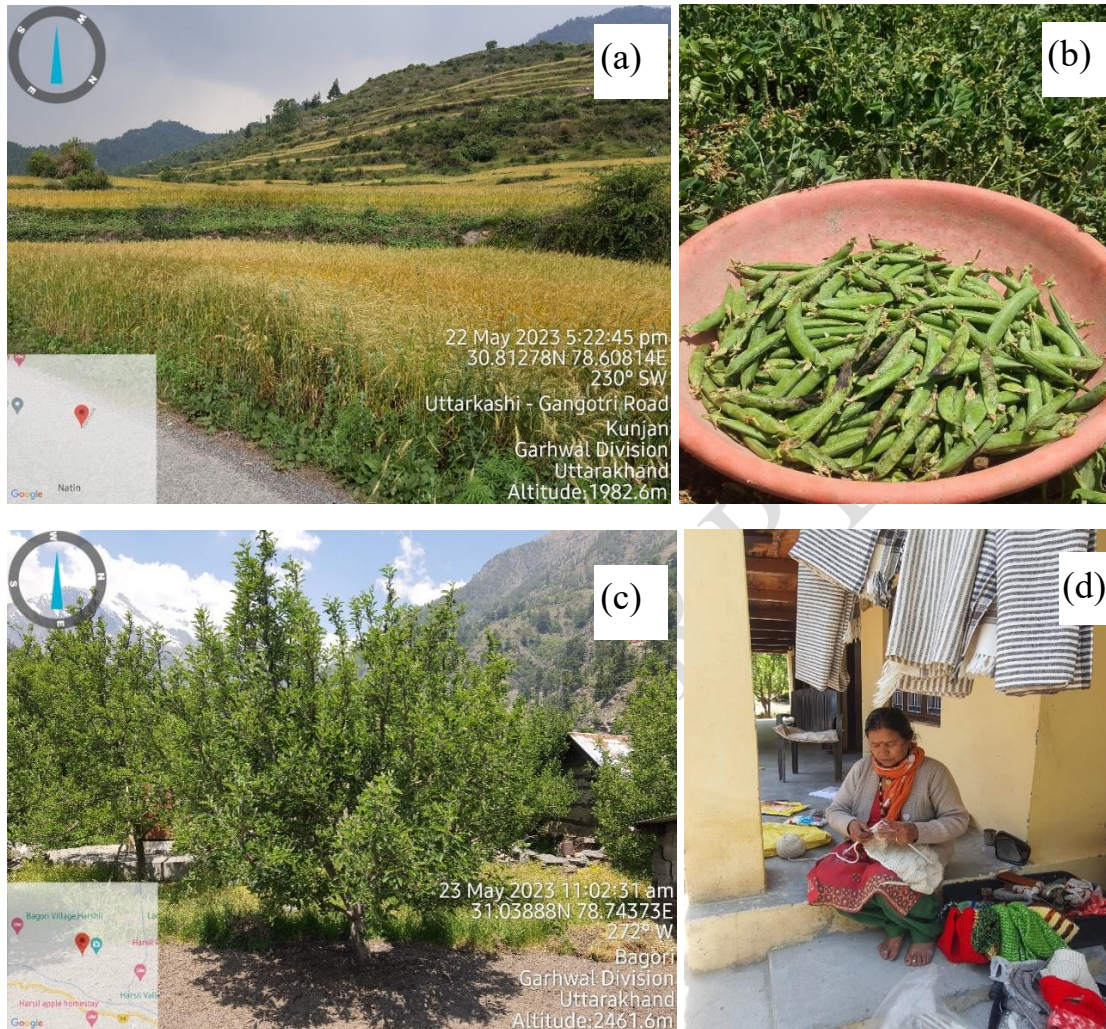 (a)
W
S
N
E
22 May 2023 5:22:45 pm
30.81278N 78.60814E
230° SW
Uttarkashi - Gangotri Road
Kunjan
Garhwal Division
Uttarakhand
Altitude:1982.6m
Natin
Google
(b)
(c)
W
S
N
E
23 May 2023 11:02:31 am
31.03888N 78.74373E
272° W
Bagori
Garhwal Division
Uttarakhand
Altitude:2461.6m
Bagori Village,Harshil
Harsil apple homestay
Google
(d)